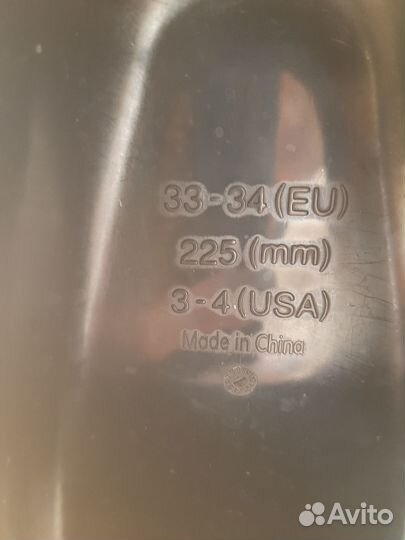 33-34(EU)
225(mm)
3-4(USA)
Made in China
Avito